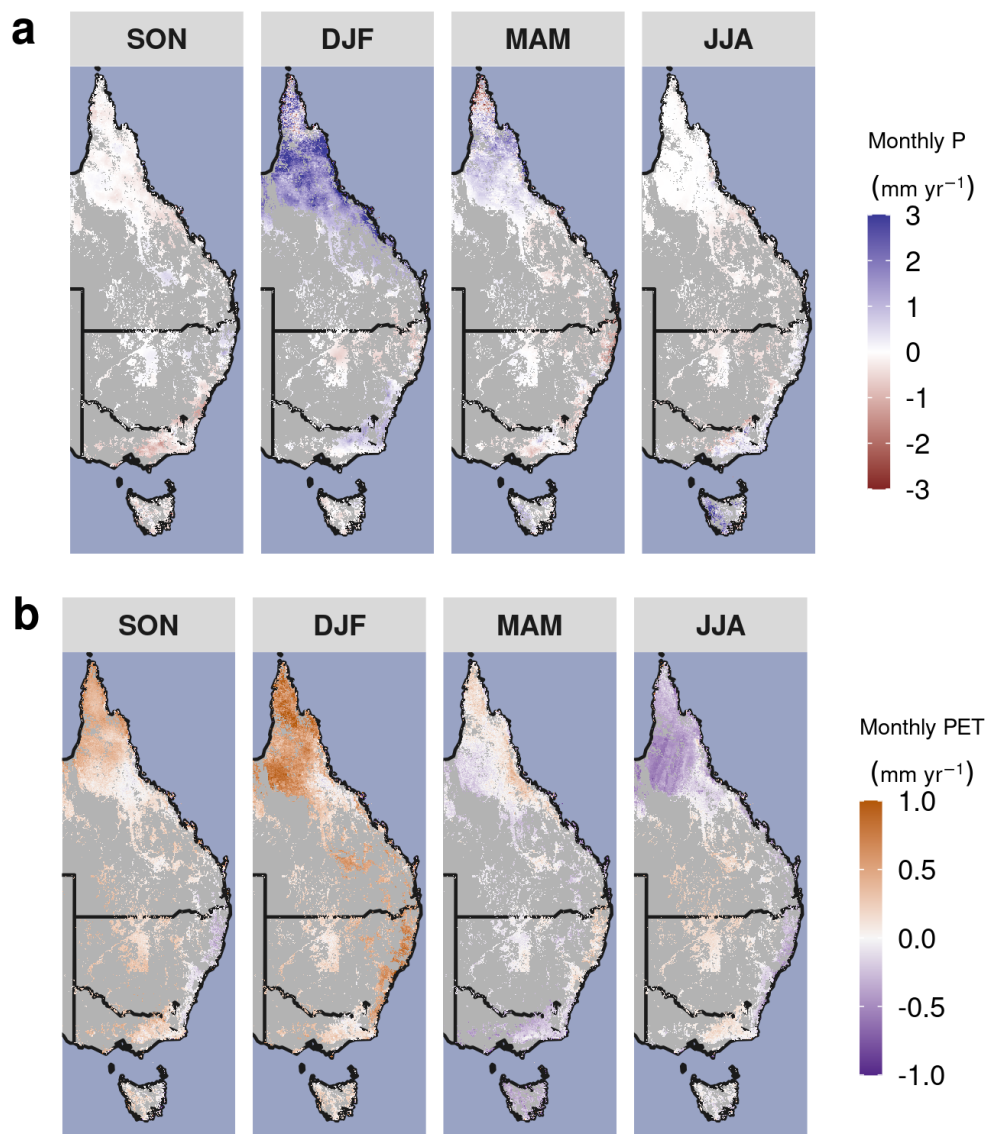 a
SON DJF MAM JJA
Monthly P
(mm yr⁻¹)
3
2
1
0
-1
-2
-3
b
SON DJF MAM JJA
Monthly PET
(mm yr⁻¹)
1.0
0.5
0.0
-0.5
-1.0